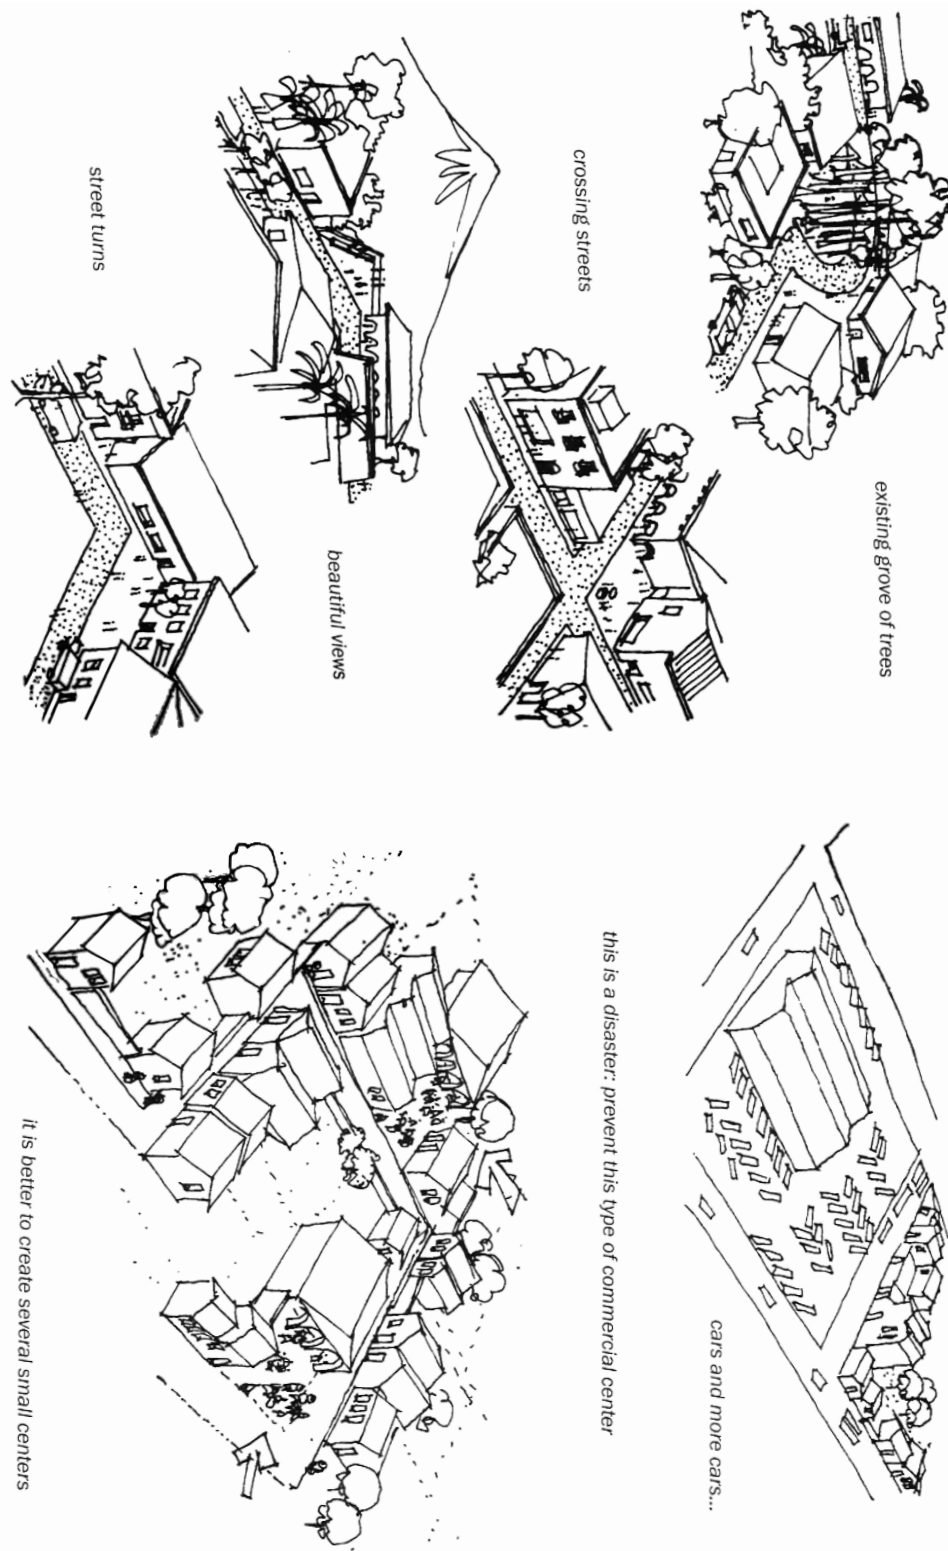 existing grove of trees
crossing streets
beautiful views
street turns
cars and more cars...
this is a disaster: prevent this type of commercial center
it is better to create several small centers